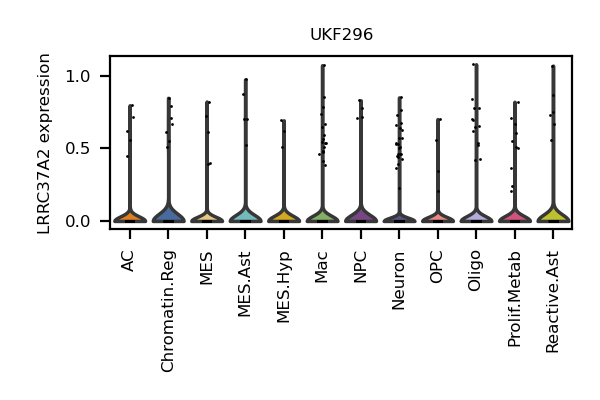 UKF296
LRRC37A2 expression
1.0
0.5
0.0
AC
Chromatin.Reg
MES
MES.Ast
MES.Hyp
Mac
NPC
Neuron
OPC
Oligo
Prolif.Metab
Reactive.Ast